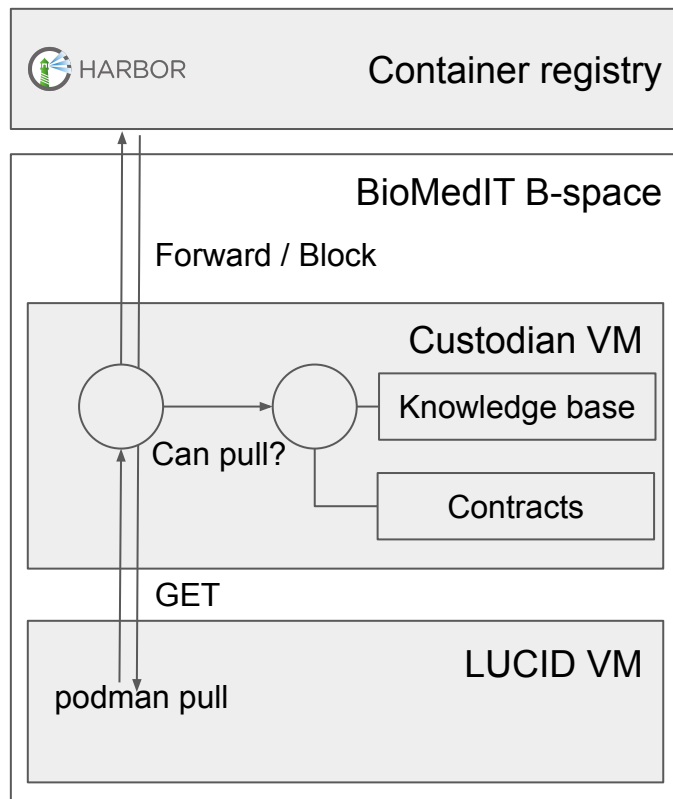 HARBOR
Container registry
BioMedIT B-space
Forward / Block
Custodian VM
Knowledge base
Can pull?
Contracts
GET
LUCID VM
podman pull